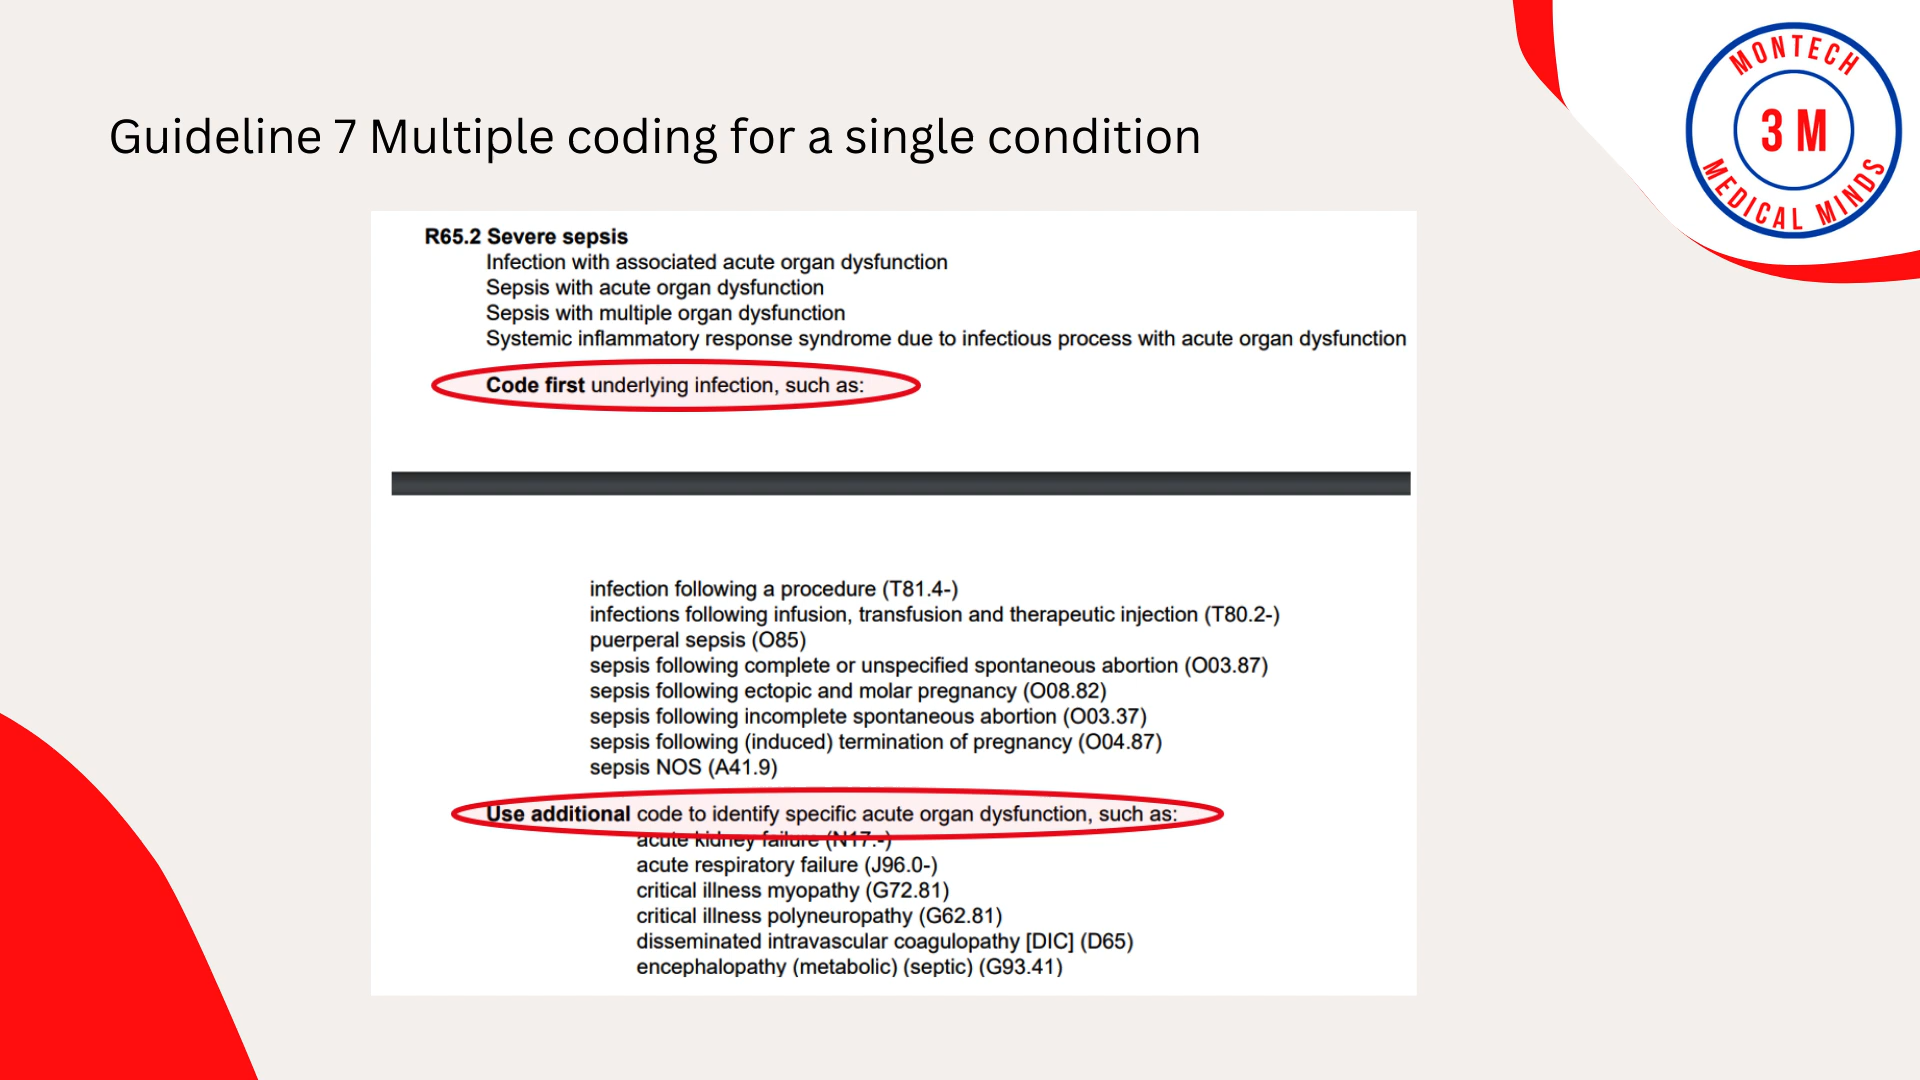 Guideline 7 Multiple coding for a single condition
MONTECH
3 M
MEDICAL MINDS
R65.2 Severe sepsis
Infection with associated acute organ dysfunction
Sepsis with acute organ dysfunction
Sepsis with multiple organ dysfunction
Systemic inflammatory response syndrome due to infectious process with acute organ dysfunction
Code first underlying infection, such as:
infection following a procedure (T81.4-)
infections following infusion, transfusion and therapeutic injection (T80.2-)
puerperal sepsis (O85)
sepsis following complete or unspecified spontaneous abortion (O03.87)
sepsis following ectopic and molar pregnancy (O08.82)
sepsis following incomplete spontaneous abortion (O03.37)
sepsis following (induced) termination of pregnancy (O04.87)
sepsis NOS (A41.9)
Use additional code to identify specific acute organ dysfunction, such as:
acute kidney failure (N17.-)
acute respiratory failure (J96.0-)
critical illness myopathy (G72.81)
critical illness polyneuropathy (G62.81)
disseminated intravascular coagulopathy [DIC] (D65)
encephalopathy (metabolic) (septic) (G93.41)